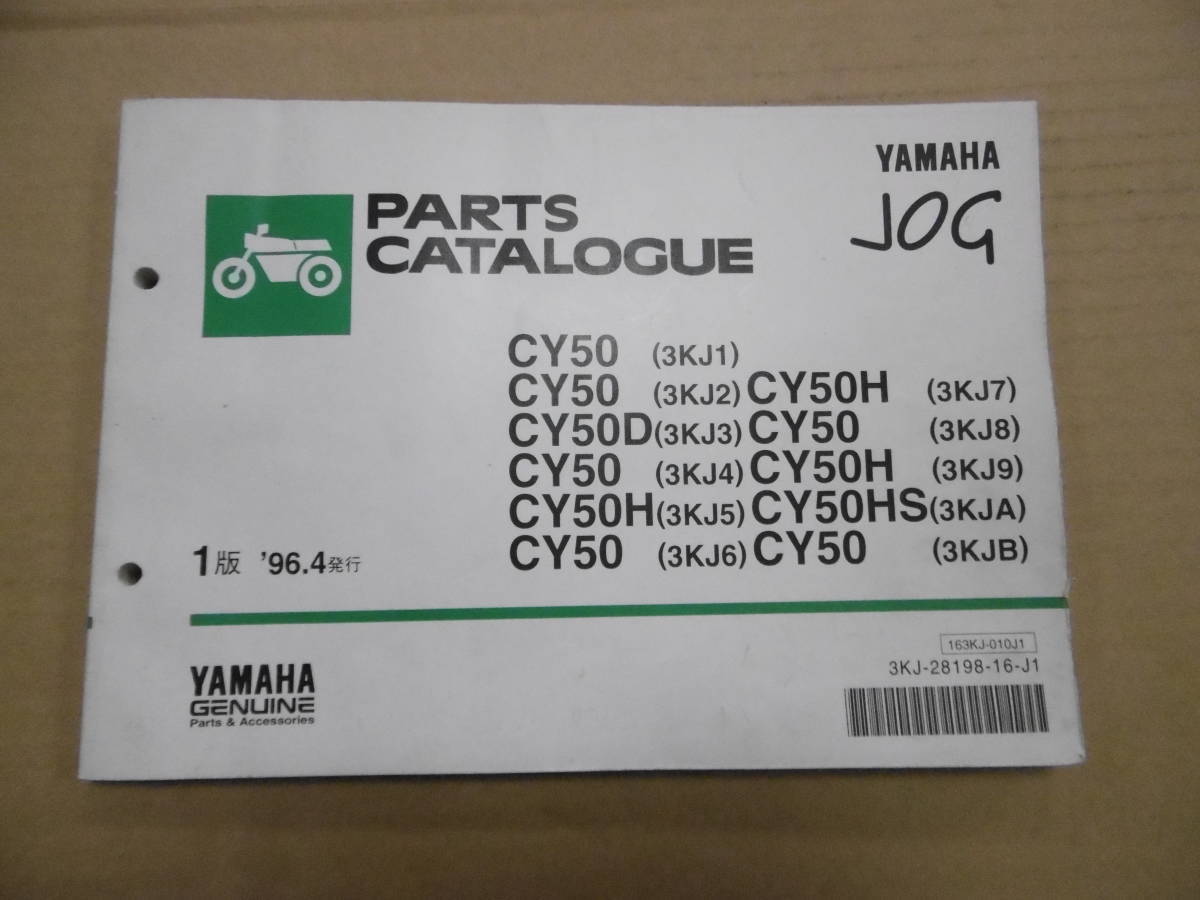 YAMAHA
JOG
PARTS
CATALOGUE
CY50 (3KJ1)
CY50 (3KJ2) CY50H (3KJ7)
CY50D (3KJ3) CY50 (3KJ8)
CY50 (3KJ4) CY50H (3KJ9)
CY50H (3KJ5) CY50HS (3KJA)
CY50 (3KJ6) CY50 (3KJB)
1版 '96.4発行
163KJ-010J1
3KJ-28198-16-J1
YAMAHA
GENUINE
Parts & Accessories